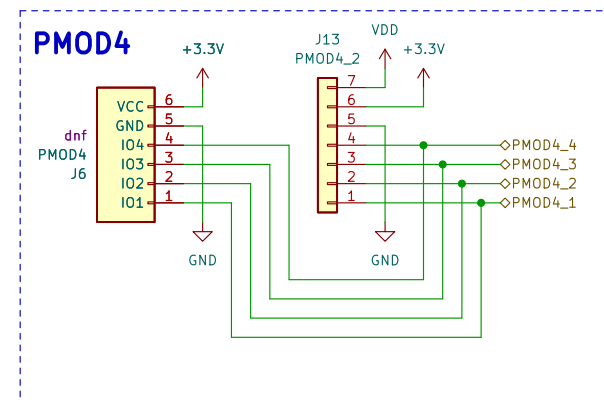 PMOD4
+3.3V
VCC 6
GND 5
IO4 4
IO3 3
IO2 2
IO1 1
dnf
PMOD4
J6
GND
J13
PMOD4_2
VDD
+3.3V
7
6
5
4
3
2
1
GND
PMOD4_4
PMOD4_3
PMOD4_2
PMOD4_1